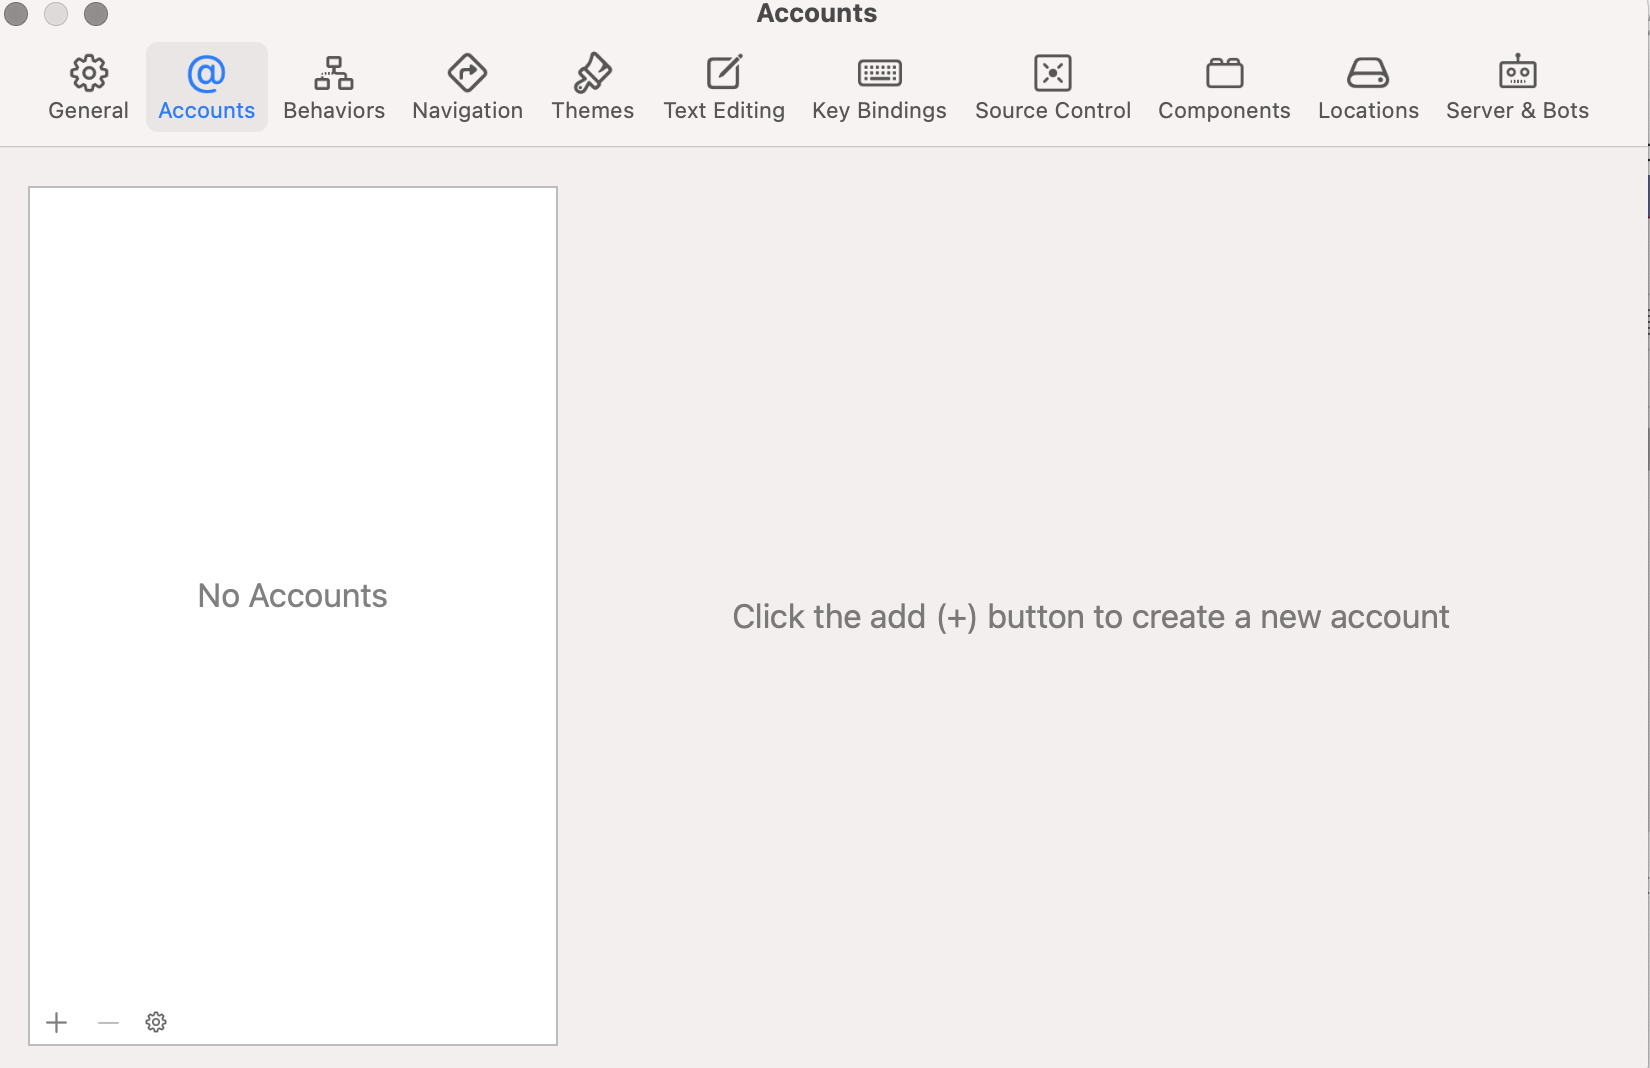 Accounts
General Accounts Behaviors Navigation Themes Text Editing Key Bindings Source Control Components Locations Server & Bots
No Accounts
Click the add (+) button to create a new account